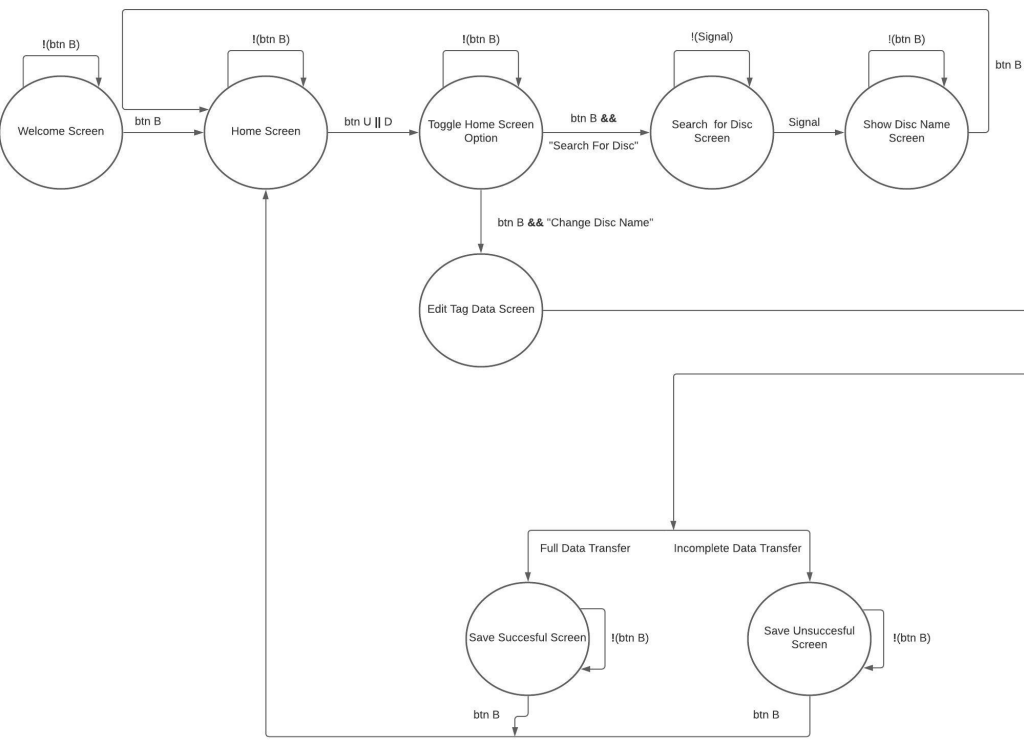 !(btn B)
!(btn B)
!(btn B)
!(Signal)
!(btn B)
btn B
Welcome Screen
btn B
Home Screen
btn U || D
Toggle Home Screen
Option
btn B &&
"Search For Disc"
Search for Disc
Screen
Signal
Show Disc Name
Screen
btn B && "Change Disc Name"
Edit Tag Data Screen
Full Data Transfer
Incomplete Data Transfer
Save Succesful Screen
!(btn B)
Save Unsuccesful
Screen
!(btn B)
btn B
btn B